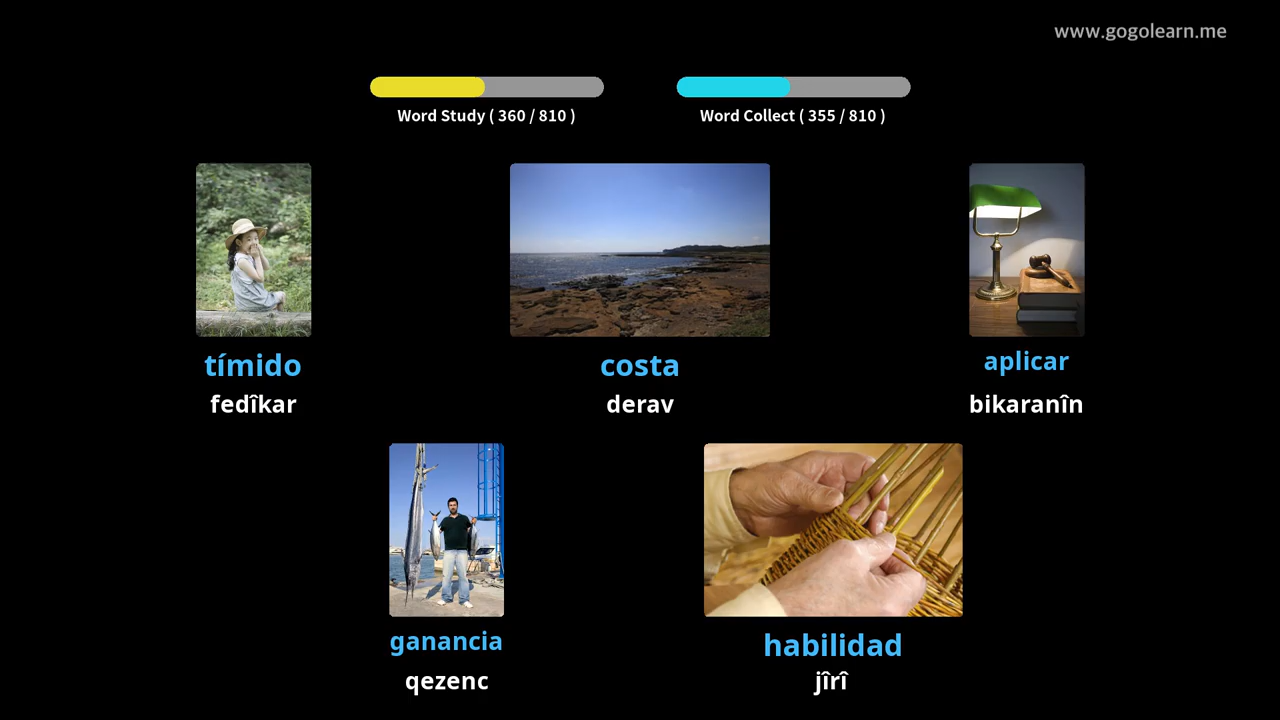 www.gogolearn.me
Word Study ( 360 / 810 )
Word Collect ( 355 / 810 )
tímido
fedîkar
costa
derav
aplicar
bikaranîn
ganancia
qezenc
habilidad
jîrî